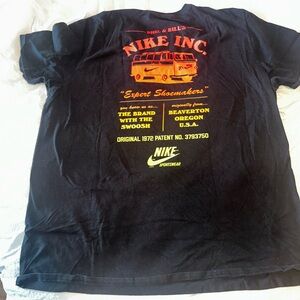 PHIL & BILL'S
NIKE INC.
"Expert Shoemakers"
you know us as...
THE BRAND
WITH THE
SWOOSH
originally from...
BEAVERTON
OREGON
U.S.A.
ORIGINAL 1972 PATENT NO. 3793750
NIKE
SPORTSWEAR